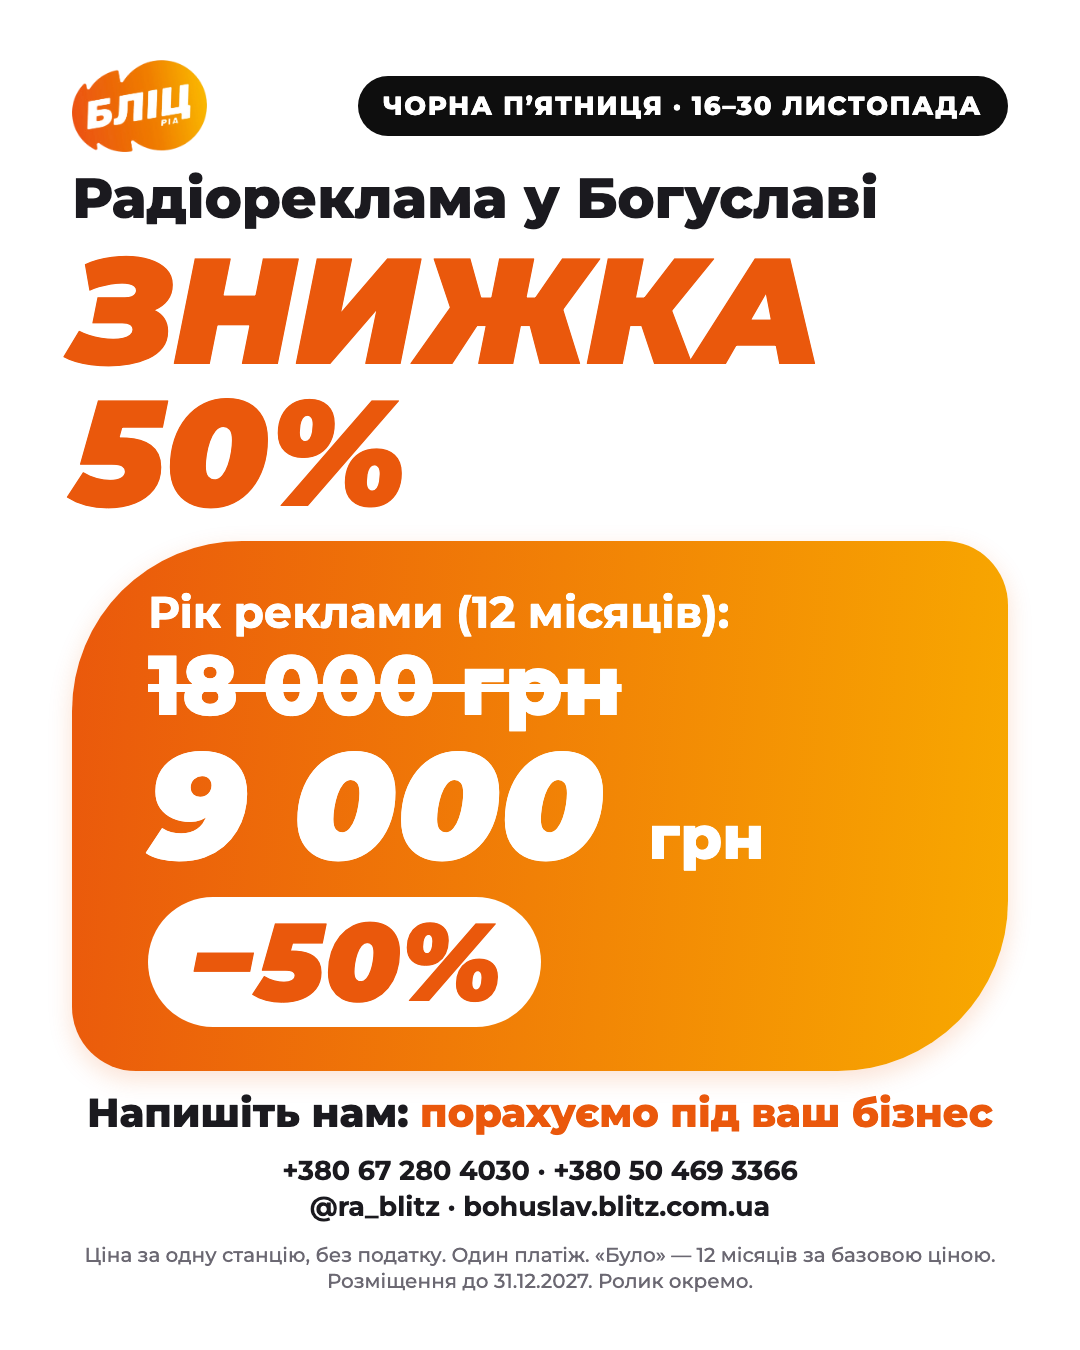 БЛІЦ
РІА
ЧОРНА П’ЯТНИЦЯ · 16–30 ЛИСТОПАДА
Радіореклама у Богуславі
ЗНИЖКА
50%
Рік реклами (12 місяців):
18 000 грн
9 000 грн
–50%
Напишіть нам: порахуємо під ваш бізнес
+380 67 280 4030 · +380 50 469 3366
@ra_blitz · bohuslav.blitz.com.ua
Ціна за одну станцію, без податку. Один платіж. «Було» — 12 місяців за базовою ціною.
Розміщення до 31.12.2027. Ролик окремо.